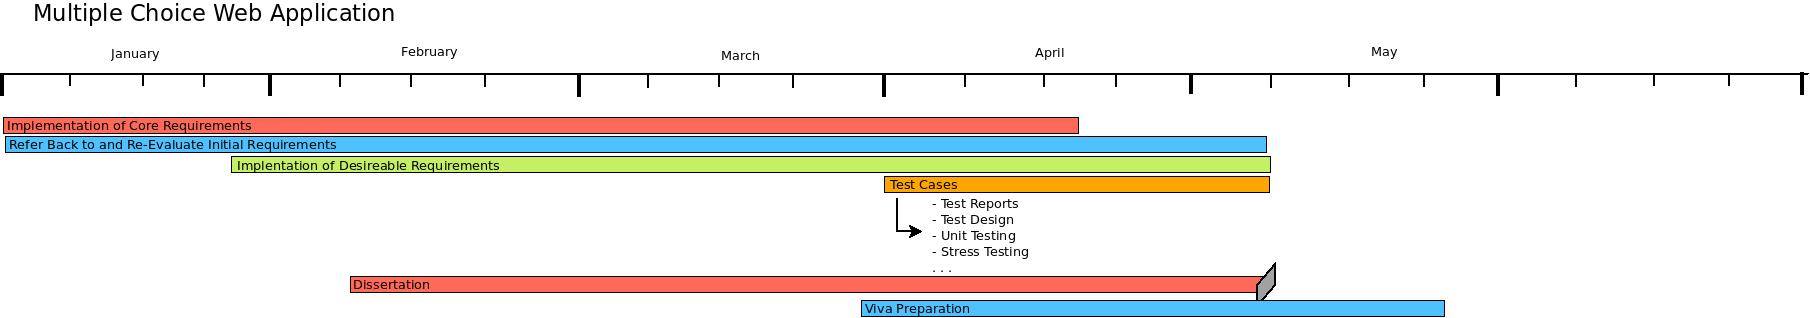 Multiple Choice Web Application
January
February
March
April
May
Implementation of Core Requirements
Refer Back to and Re-Evaluate Initial Requirements
Implentation of Desireable Requirements
Test Cases
- Test Reports
- Test Design
- Unit Testing
- Stress Testing
. . .
Dissertation
Viva Preparation